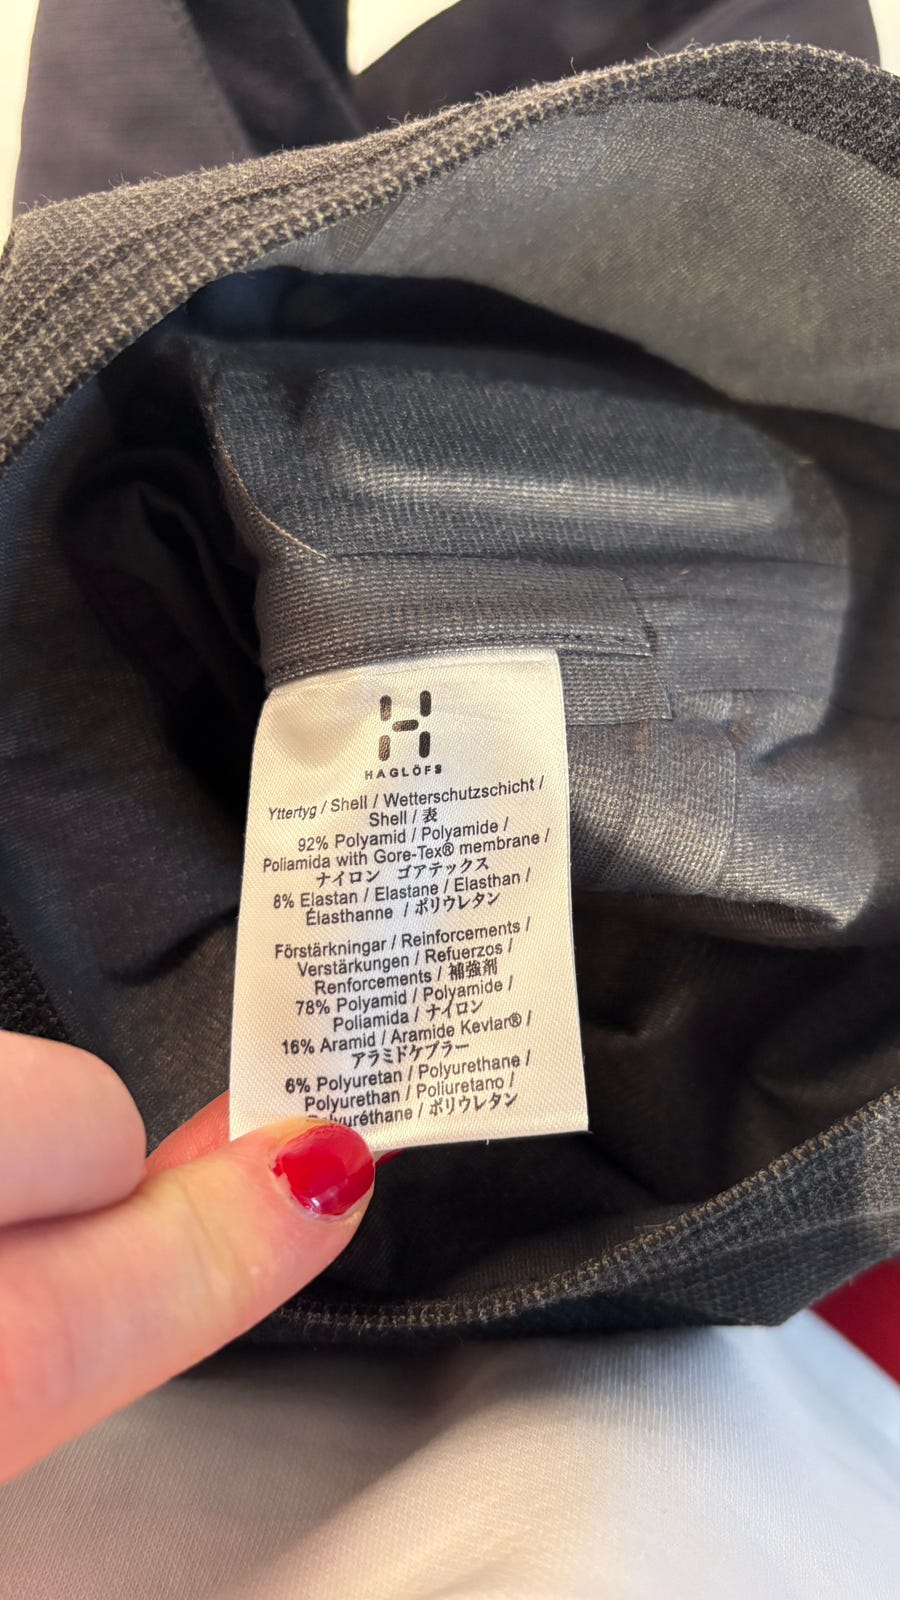 HAGLÖFS
Yttertyg / Shell / Wetterschutzschicht /
Shell / 表
92% Polyamid / Polyamide /
Poliamida with Gore-Tex® membrane /
ナイロン ゴアテックス
8% Elastan / Elastane / Elasthan /
Élasthanne / ポリウレタン
Förstärkningar / Reinforcements /
Verstärkungen / Refuerzos /
Renforcements / 補強剤
78% Polyamid / Polyamide /
Poliamida / ナイロン
16% Aramid / Aramide Kevlar® /
アラミドケブラー
6% Polyuretan / Polyurethane /
Polyurethan / Poliuretano /
Polyuréthane / ポリウレタン